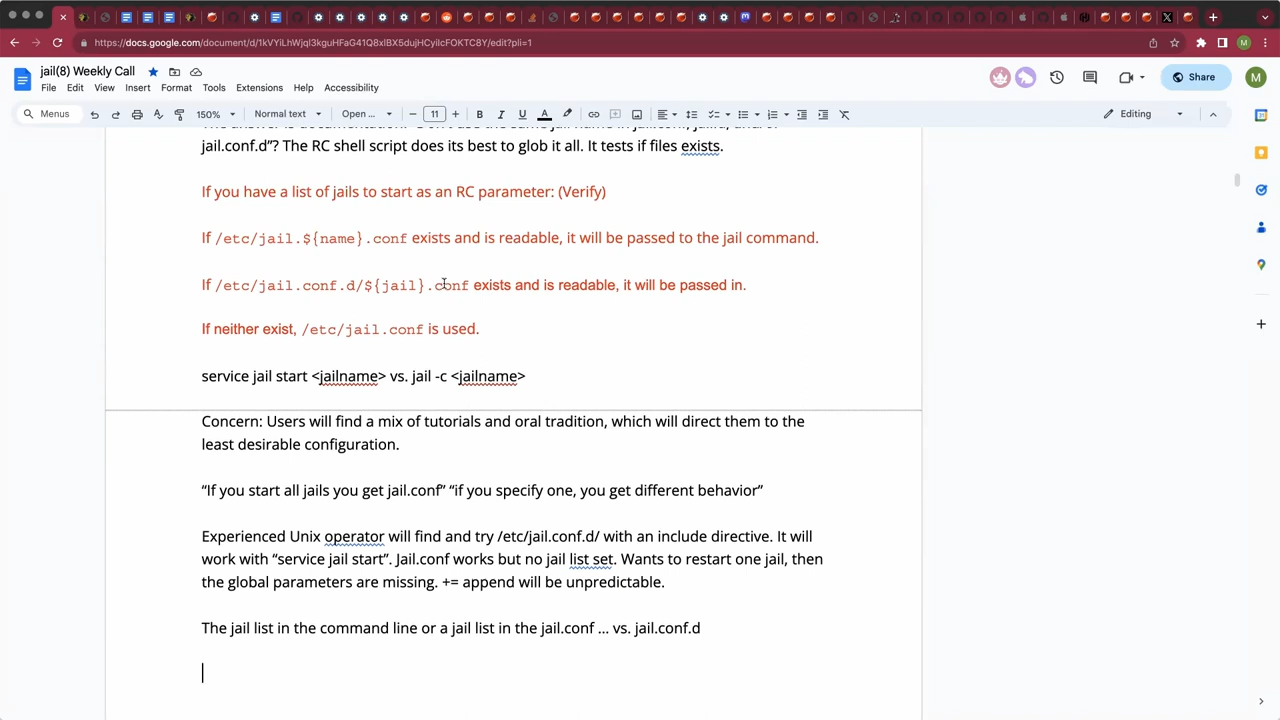 https://docs.google.com/document/d/1kVYiLhWjql3kguHFaG41Q8xlBX5dujHCyilcFOKTC8Y/edit?pli=1
jail(8) Weekly Call
File Edit View Insert Format Tools Extensions Help Accessibility
Share
M
M
Menus
150%
Normal text
Open ...
11
B I U A
Editing
jail.conf.d”? The RC shell script does its best to glob it all. It tests if files exists.
If you have a list of jails to start as an RC parameter: (Verify)
If /etc/jail.${name}.conf exists and is readable, it will be passed to the jail command.
If /etc/jail.conf.d/${jail}.conf exists and is readable, it will be passed in.
If neither exist, /etc/jail.conf is used.
service jail start <jailname> vs. jail -c <jailname>
Concern: Users will find a mix of tutorials and oral tradition, which will direct them to the
least desirable configuration.
“If you start all jails you get jail.conf” “if you specify one, you get different behavior”
Experienced Unix operator will find and try /etc/jail.conf.d/ with an include directive. It will
work with “service jail start”. Jail.conf works but no jail list set. Wants to restart one jail, then
the global parameters are missing. += append will be unpredictable.
The jail list in the command line or a jail list in the jail.conf ... vs. jail.conf.d